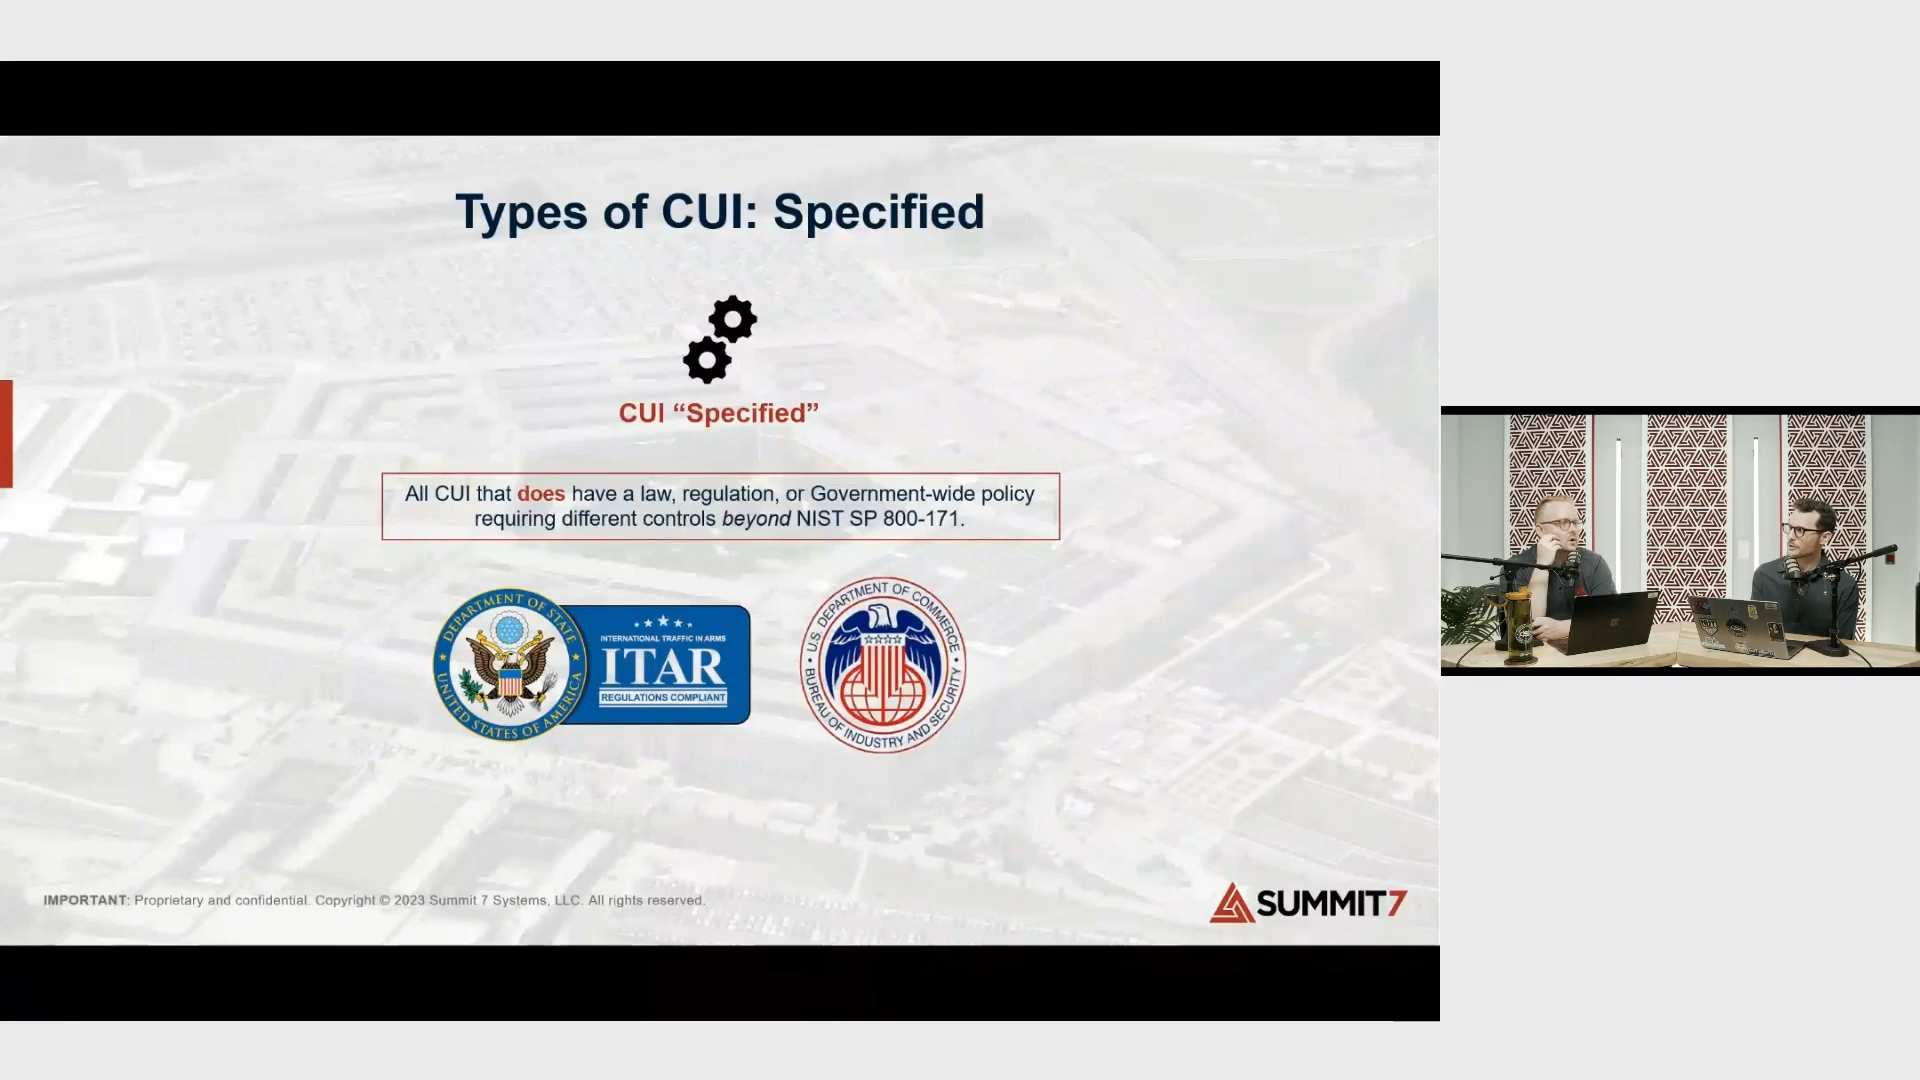 Types of CUI: Specified
CUI “Specified”
All CUI that does have a law, regulation, or Government-wide policy
requiring different controls beyond NIST SP 800-171.
DEPARTMENT OF STATE
UNITED STATES OF AMERICA
INTERNATIONAL TRAFFIC IN ARMS
ITAR
REGULATIONS COMPLIANT
U.S. DEPARTMENT OF COMMERCE
BUREAU OF INDUSTRY AND SECURITY
IMPORTANT: Proprietary and confidential. Copyright © 2023 Summit 7 Systems, LLC. All rights reserved.
SUMMIT7